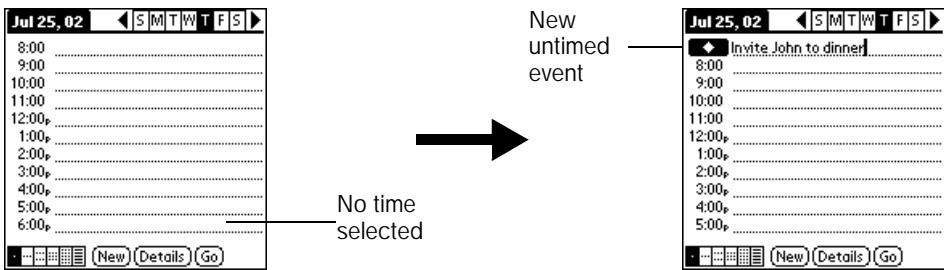 Jul 25, 02 S M T W T F S
8:00
9:00
10:00
11:00
12:00p
1:00p
2:00p
3:00p
4:00p
5:00p
6:00p
New Details Go
No time
selected
New
untimed
event
Jul 25, 02 S M T W T F S
Invite John to dinner
8:00
9:00
10:00
11:00
12:00p
1:00p
2:00p
3:00p
4:00p
5:00p
New Details Go